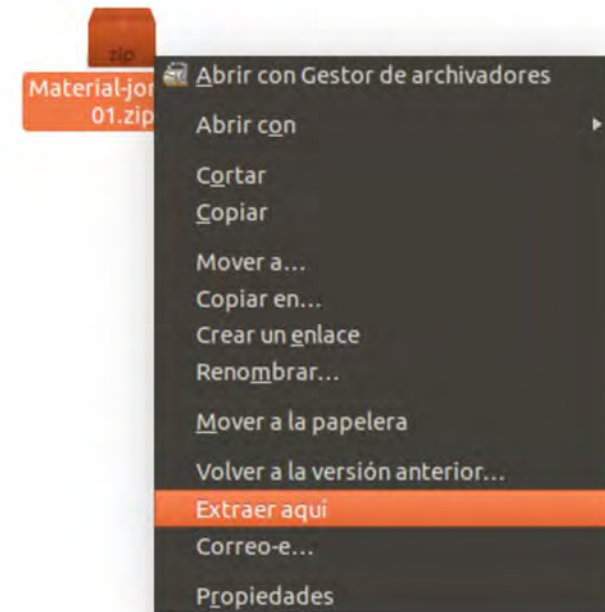 zip
Material-jor
01.zip
Abrir con Gestor de archivadores
Abrir con
Cortar
Copiar
Mover a...
Copiar en...
Crear un enlace
Renombrar...
Mover a la papelera
Volver a la versión anterior...
Extraer aquí
Correo-e...
Propiedades